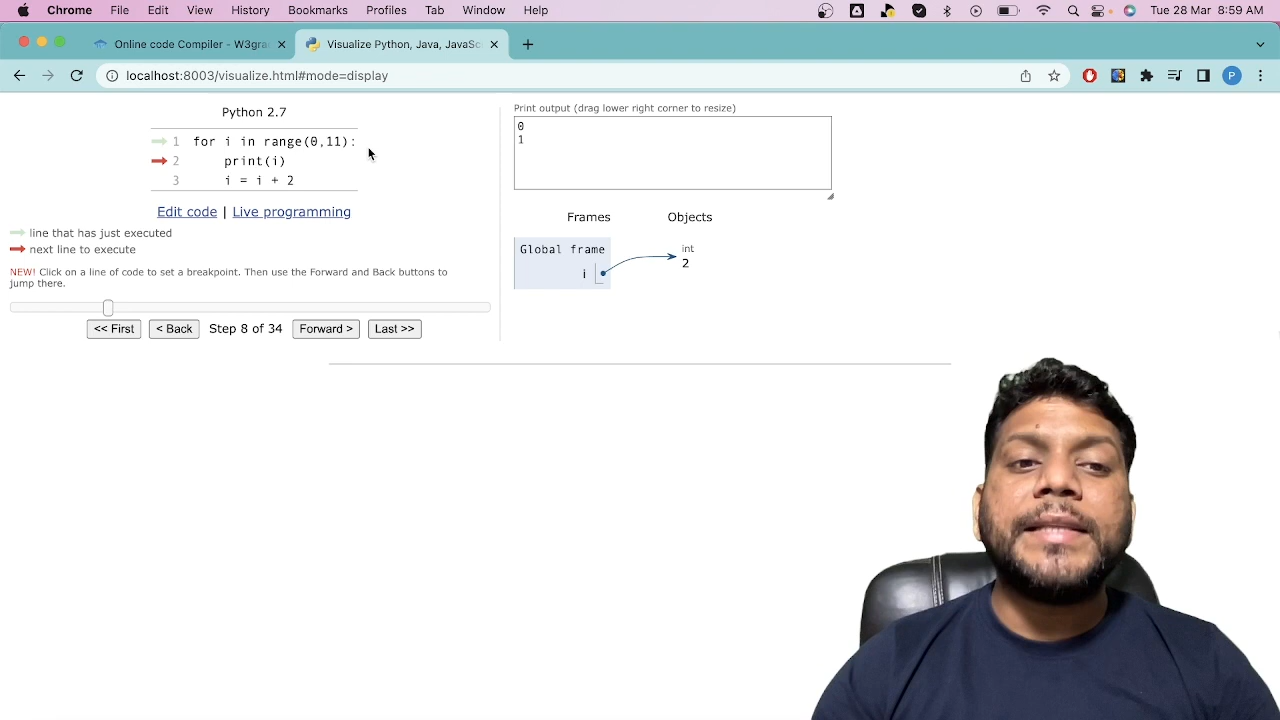 Chrome File Edit View History Bookmarks Profiles Tab Window Help Tue 28 Mar 8:59 AM
Online code Compiler - W3gra
Visualize Python, Java, JavaSc
localhost:8003/visualize.html#mode=display
P
Python 2.7
1 for i in range(0,11):
2 print(i)
3 i = i + 2
Edit code | Live programming
line that has just executed
next line to execute
NEW! Click on a line of code to set a breakpoint. Then use the Forward and Back buttons to
jump there.
<< First < Back Step 8 of 34 Forward > Last >>
Print output (drag lower right corner to resize)
0
1
Frames Objects
Global frame
i
int
2